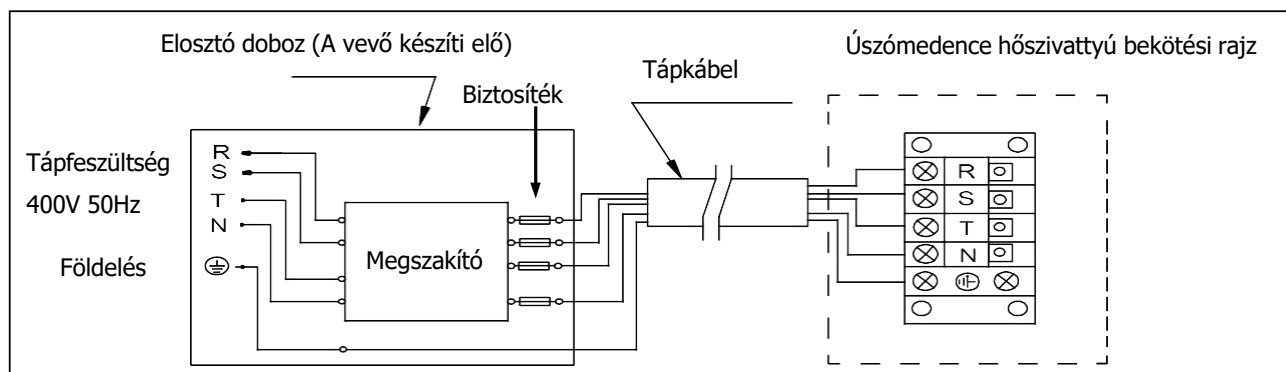 Elosztó doboz (A vevő készíti elő)
Úszómedence hőszivattyú bekötési rajz
Tápkábel
Biztosíték
Tápfeszültség
400V 50Hz
R
S
T
N
Földelés
Megszakító
R
S
T
N